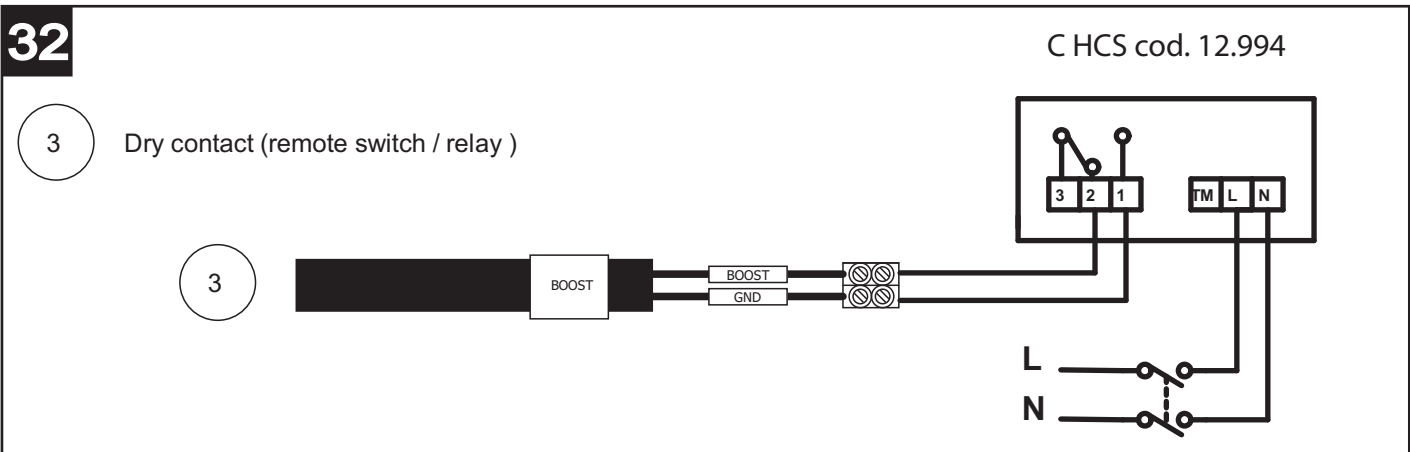 32
C HCS cod. 12.994
3 Dry contact (remote switch / relay )
3 2 1 TM L N
3 BOOST BOOST
GND
L
N